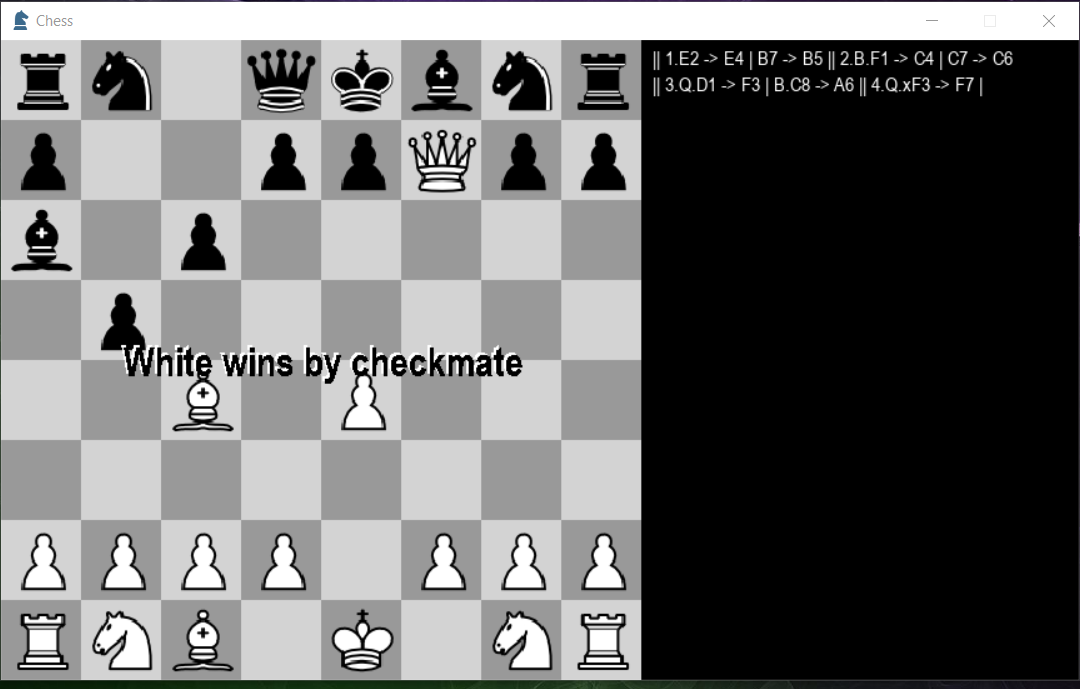 Chess
|| 1.E2 -> E4 | B7 -> B5 || 2.B.F1 -> C4 | C7 -> C6
|| 3.Q.D1 -> F3 | B.C8 -> A6 || 4.Q.xF3 -> F7 |
White wins by checkmate